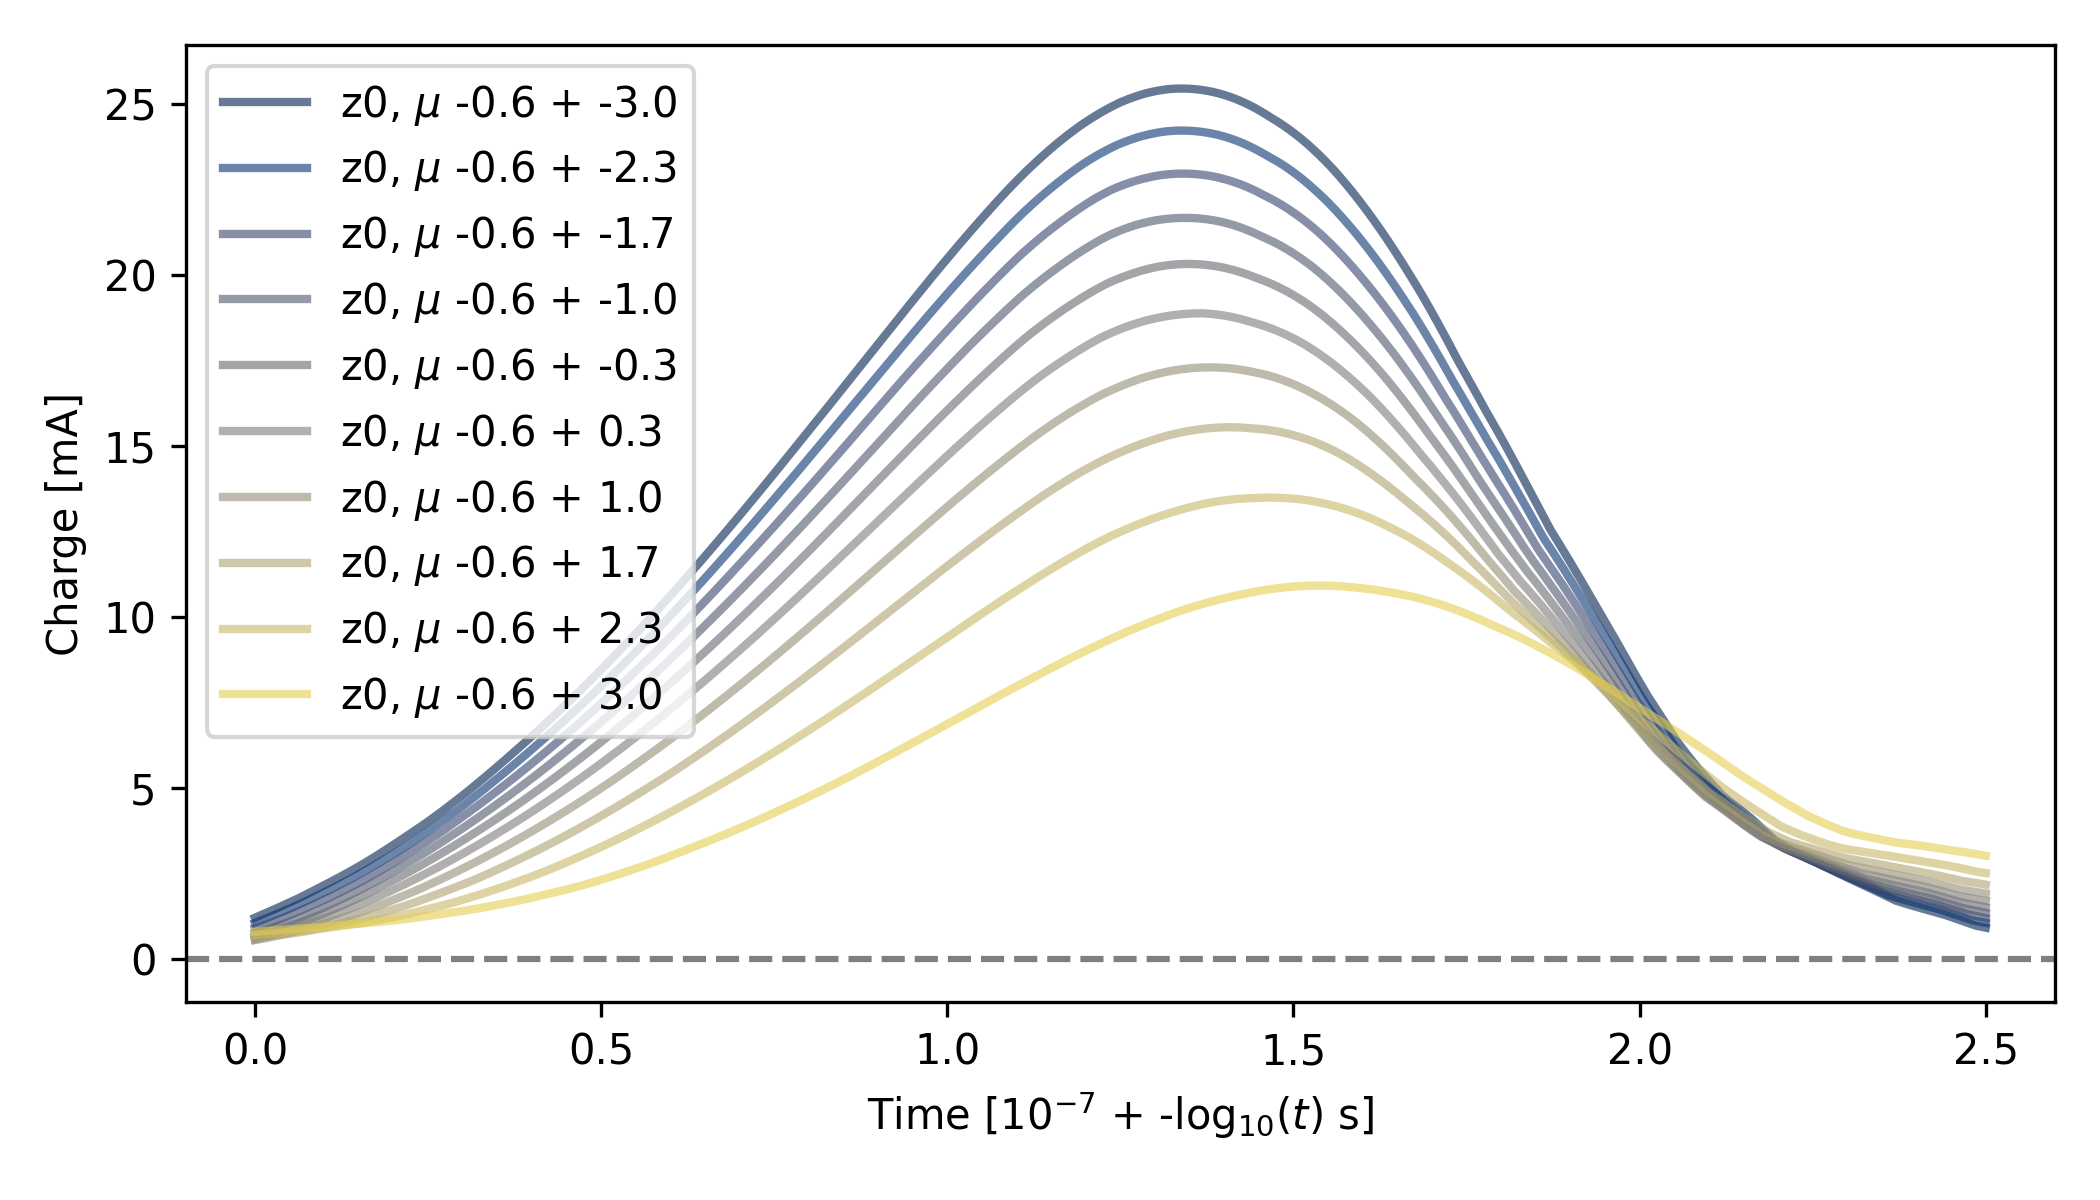 z0, μ -0.6 + -3.0
z0, μ -0.6 + -2.3
z0, μ -0.6 + -1.7
z0, μ -0.6 + -1.0
z0, μ -0.6 + -0.3
z0, μ -0.6 + 0.3
z0, μ -0.6 + 1.0
z0, μ -0.6 + 1.7
z0, μ -0.6 + 2.3
z0, μ -0.6 + 3.0
25
20
15
10
5
0
Charge [mA]
0.0 0.5 1.0 1.5 2.0 2.5
Time [10⁻⁷ + -log₁₀(t) s]